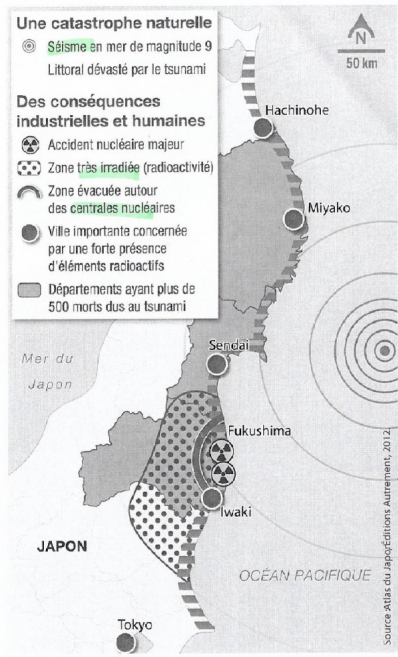 Une catastrophe naturelle
Séisme en mer de magnitude 9
Littoral dévasté par le tsunami
Des conséquences
industrielles et humaines
Accident nucléaire majeur
Zone très irradiée (radioactivité)
Zone évacuée autour
des centrales nucléaires
Ville importante concernée
par une forte présence
d'éléments radioactifs
Départements ayant plus de
500 morts dus au tsunami
N
50 km
Hachinohe
Miyako
Sendai
Mer du
Japon
Fukushima
Iwaki
JAPON
OCÉAN PACIFIQUE
Tokyo
Source :Atlas du Japo,Éditions Autrement, 2012.